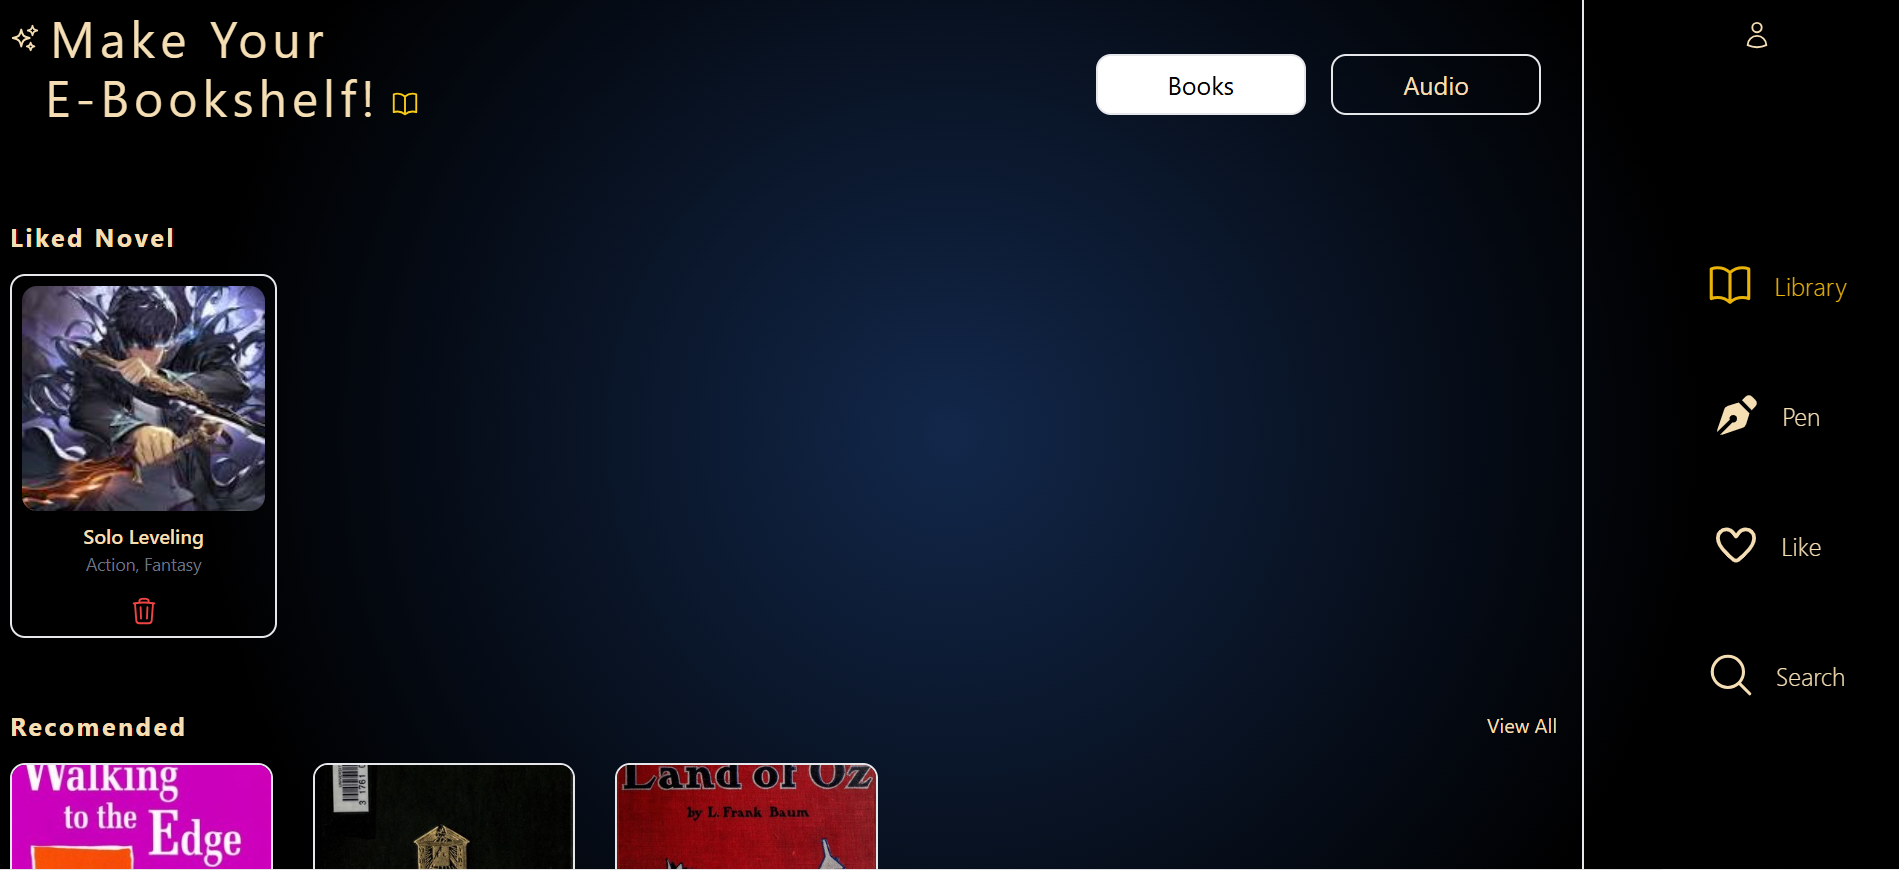 Make Your
E-Bookshelf!
Books
Audio
Liked Novel
Solo Leveling
Action, Fantasy
Library
Pen
Like
Search
Recomended
View All
Walking
to the Edge
3 1761
Land of Oz
by L. Frank Baum